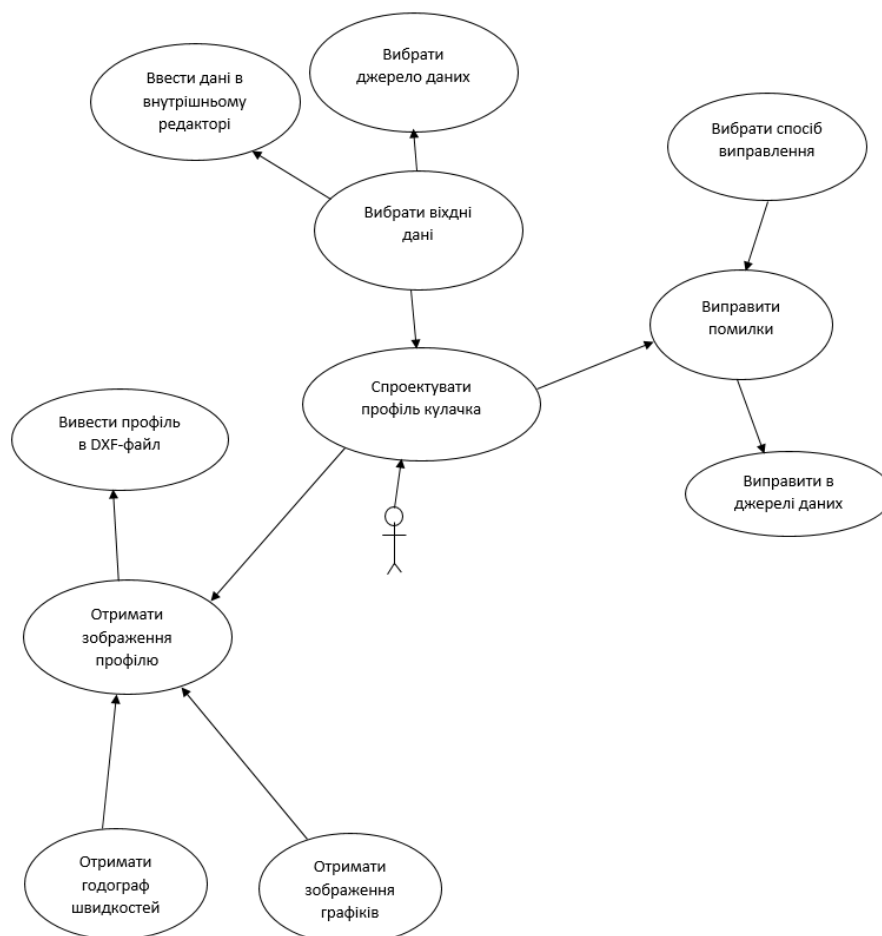 Вибрати
джерело даних
Ввести дані в
внутрішньому
редакторі
Вибрати спосіб
виправлення
Вибрати віхдні
дані
Виправити
помилки
Спроектувати
профіль кулачка
Вивести профіль
в DXF-файл
Виправити в
джерелі даних
Отримати
зображення
профілю
Отримати
годограф
швидкостей
Отримати
зображення
графіків